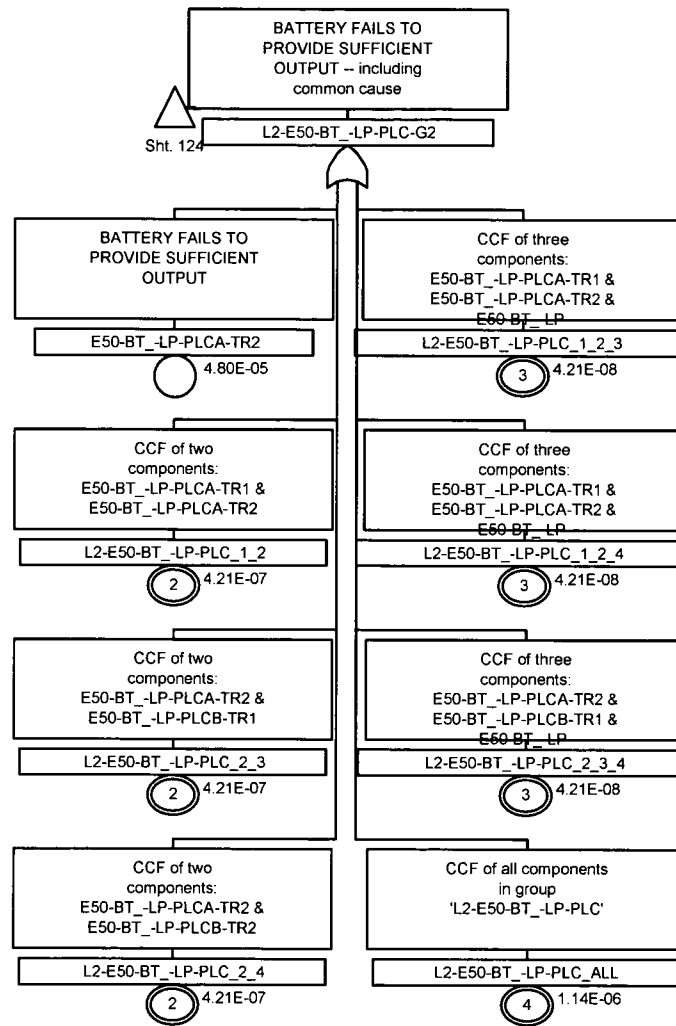 BATTERY FAILS TO
PROVIDE SUFFICIENT
OUTPUT -- including
common cause
Sht. 124
L2-E50-BT_-LP-PLC-G2
BATTERY FAILS TO
PROVIDE SUFFICIENT
OUTPUT
E50-BT_-LP-PLCA-TR2
4.80E-05
CCF of three
components:
E50-BT_-LP-PLCA-TR1 &
E50-BT_-LP-PLCA-TR2 &
E50-BT_-LP
L2-E50-BT_-LP-PLC_1_2_3
3
4.21E-08
CCF of two
components:
E50-BT_-LP-PLCA-TR1 &
E50-BT_-LP-PLCA-TR2
L2-E50-BT_-LP-PLC_1_2
2
4.21E-07
CCF of three
components:
E50-BT_-LP-PLCA-TR1 &
E50-BT_-LP-PLCA-TR2 &
E50-BT_-LP
L2-E50-BT_-LP-PLC_1_2_4
3
4.21E-08
CCF of two
components:
E50-BT_-LP-PLCA-TR2 &
E50-BT_-LP-PLCB-TR1
L2-E50-BT_-LP-PLC_2_3
2
4.21E-07
CCF of three
components:
E50-BT_-LP-PLCA-TR2 &
E50-BT_-LP-PLCB-TR1 &
E50-BT_-LP
L2-E50-BT_-LP-PLC_2_3_4
3
4.21E-08
CCF of two
components:
E50-BT_-LP-PLCA-TR2 &
E50-BT_-LP-PLCB-TR2
L2-E50-BT_-LP-PLC_2_4
2
4.21E-07
CCF of all components
in group
'L2-E50-BT_-LP-PLC'
L2-E50-BT_-LP-PLC_ALL
4
1.14E-06